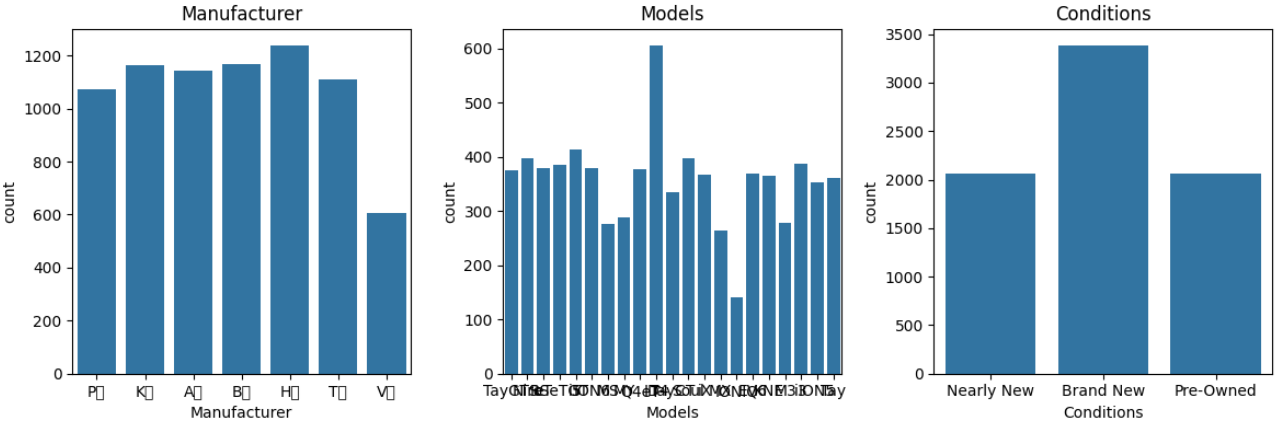 Manufacturer
1200
1000
800
600
400
200
0
count
P□ K□ A□ B□ H□ T□ V□
Manufacturer
Models
600
500
400
300
200
100
0
count
Models
Conditions
3500
3000
2500
2000
1500
1000
500
0
count
Nearly New Brand New Pre-Owned
Conditions